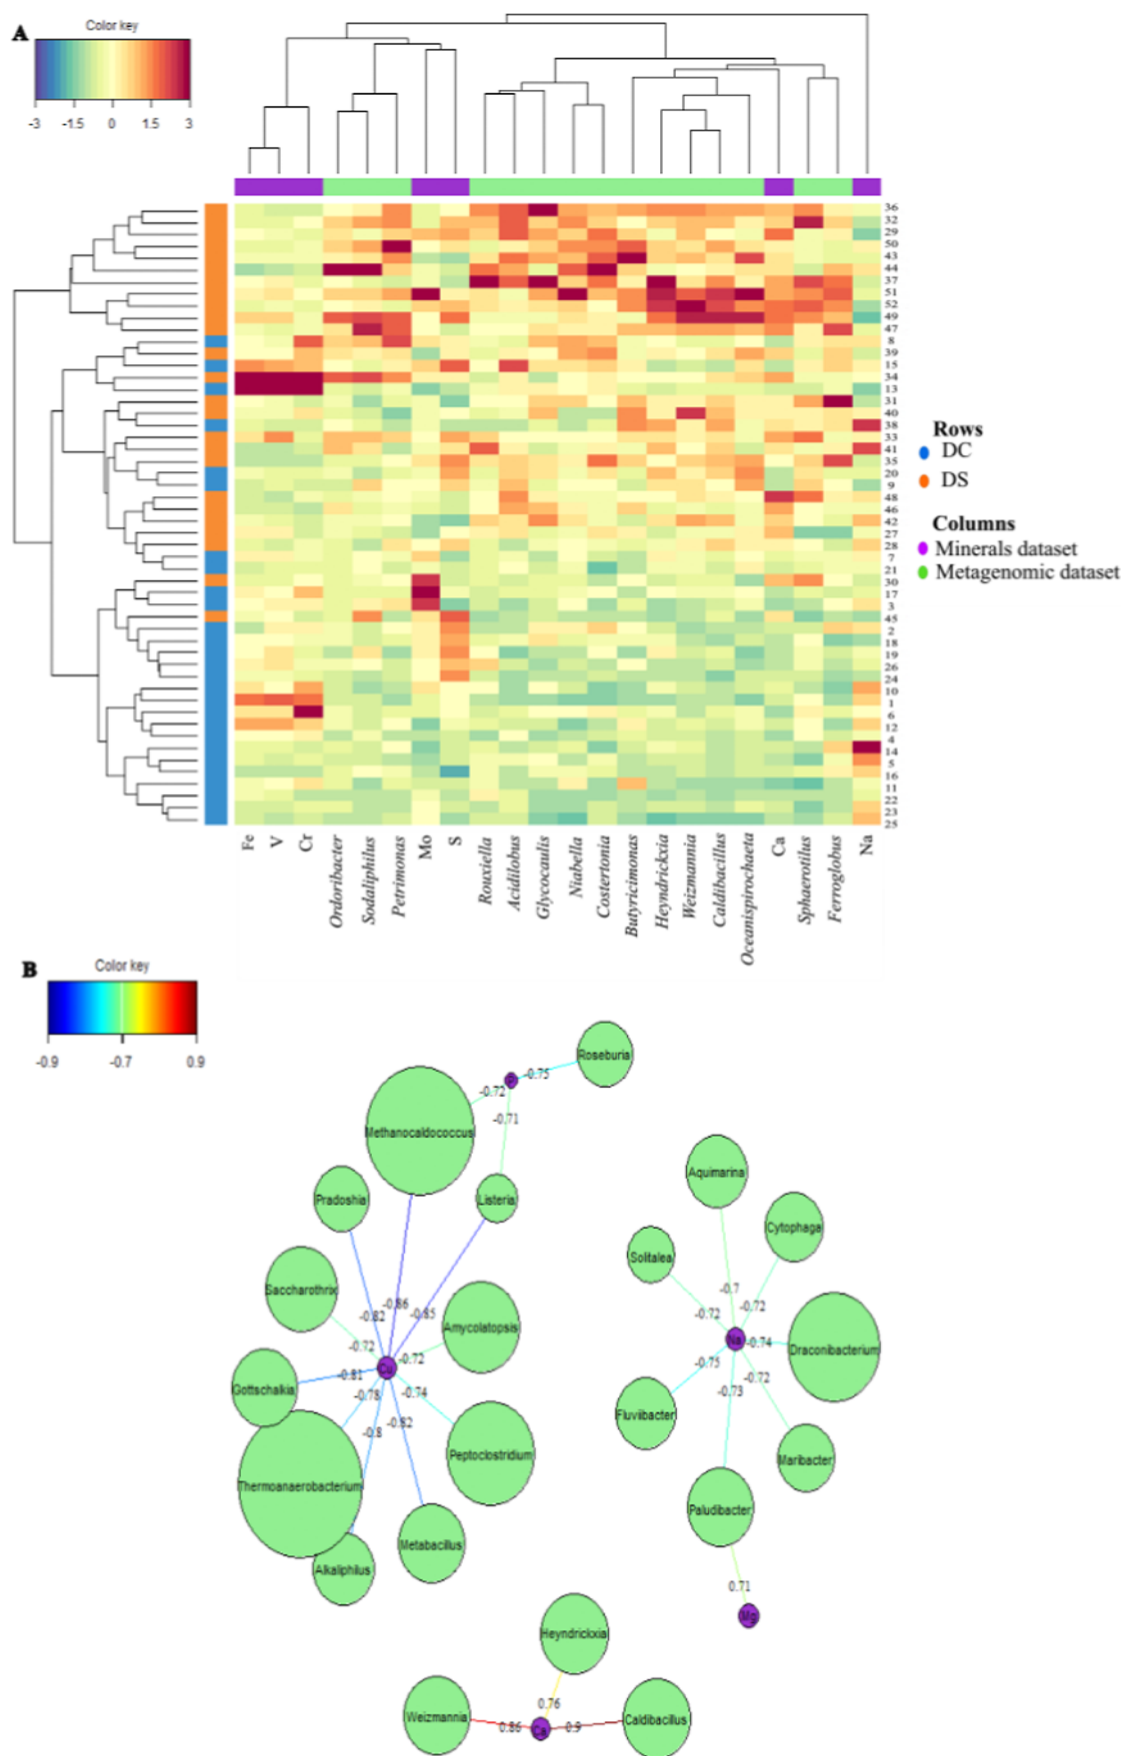 A
Color key
-3 -1.5 0 1.5 3
36
32
29
50
43
44
37
51
52
49
47
8
39
15
34
13
31
40
38
33
41
35
20
9
48
46
42
27
28
7
21
30
17
3
45
2
18
19
26
24
10
1
6
12
4
14
5
16
11
22
23
25
Rows
DC
DS
Columns
Minerals dataset
Metagenomic dataset
Fe
V
Cr
Ordoribacter
Sodaliphilus
Petrimonas
Mo
S
Rouxiella
Acidilobus
Glycocaulis
Niabella
Costertonia
Butyricimonas
Heyndrickxia
Weizmannia
Caldibacillus
Oceanispirochaeta
Ca
Sphaerotilus
Ferroglobus
Na
B
Color key
-0.9 -0.7 0.9
Roseburia
-0.75
-0.72
Methanocaldococcus
-0.71
Aquimarina
Pradoshia
Listeria
Cytophaga
Solitalea
Saccharothrix
-0.7
-0.86
-0.72
-0.82
-0.85
-0.72
Amycolatopsis
Na
-0.74
Draconibacterium
-0.72
-0.72
Cu
-0.75
-0.81
-0.72
Gottschalkia
-0.78
-0.74
-0.73
Fluviibacter
-0.82
-0.8
Peptoclostridium
Maribacter
Thermoanaerobacterium
Paludibacter
Metabacillus
Alkaliphilus
0.71
Mg
Heyndrickxia
0.76
Weizmannia
0.86
Ca
0.9
Caldibacillus